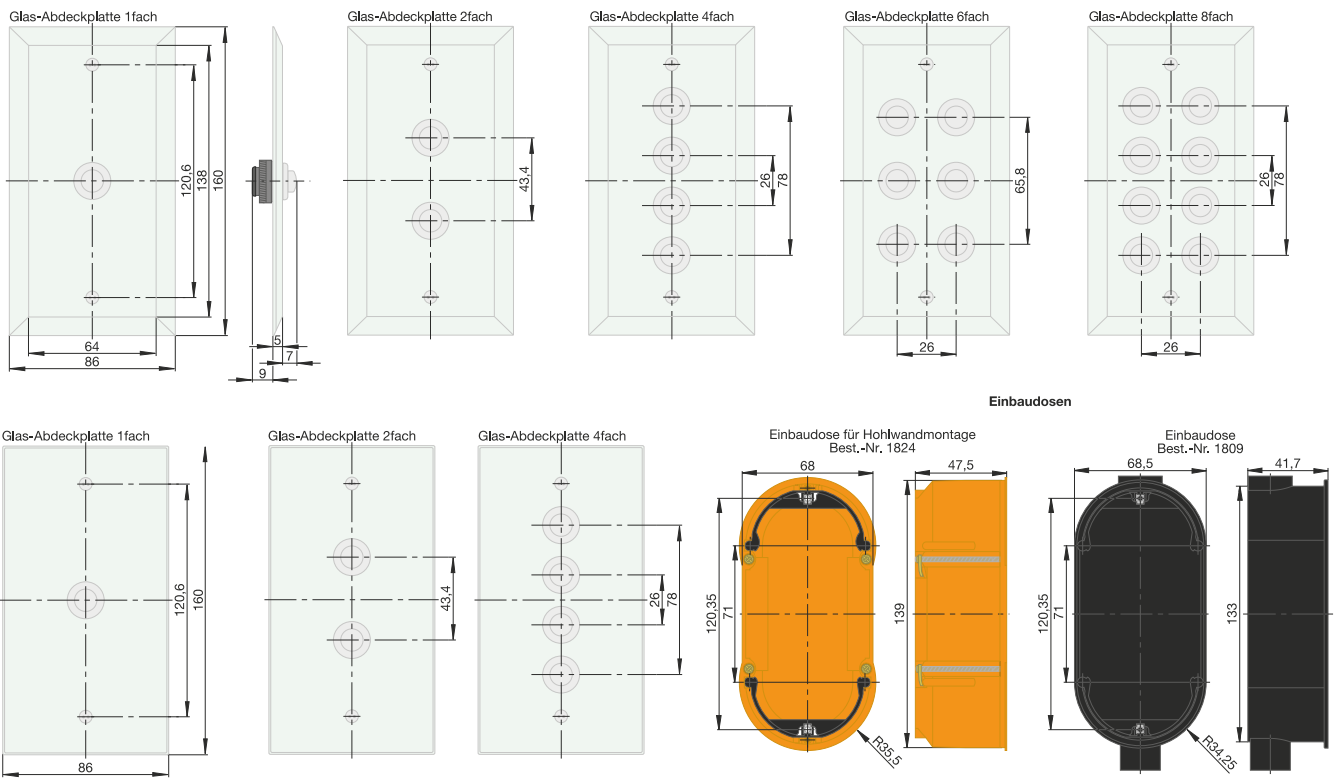 Glas-Abdeckplatte 1fach
Glas-Abdeckplatte 2fach
Glas-Abdeckplatte 4fach
Glas-Abdeckplatte 6fach
Glas-Abdeckplatte 8fach
120,6
138
160
64
86
5
7
9
43,4
26
78
65,8
26
26
78
26
Einbaudosen
Glas-Abdeckplatte 1fach
Glas-Abdeckplatte 2fach
Glas-Abdeckplatte 4fach
Einbaudose für Hohlwandmontage
Best.-Nr. 1824
Einbaudose
Best.-Nr. 1809
120,6
160
86
43,4
26
78
68
47,5
120,35
71
139
R35,5
68,5
41,7
120,35
71
133
R34,25